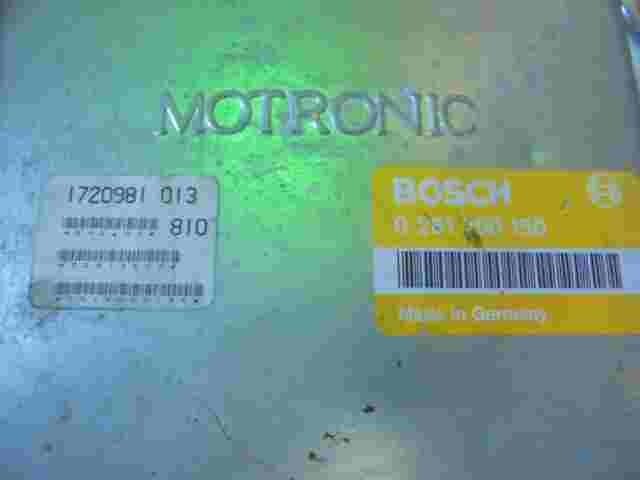 MOTRONIC
1720981 013
810
BOSCH
0 261
Made in Germany